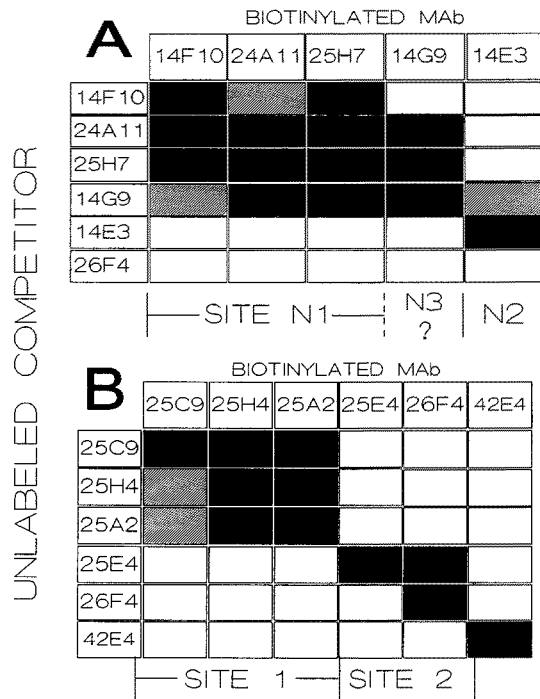 BIOTINYLATED MAb
A
14F10 24A11 25H7 14G9 14E3
14F10
24A11
25H7
14G9
14E3
26F4
SITE N1 N3 ? N2
UNLABELED COMPETITOR
BIOTINYLATED MAb
B
25C9 25H4 25A2 25E4 26F4 42E4
25C9
25H4
25A2
25E4
26F4
42E4
SITE 1 SITE 2